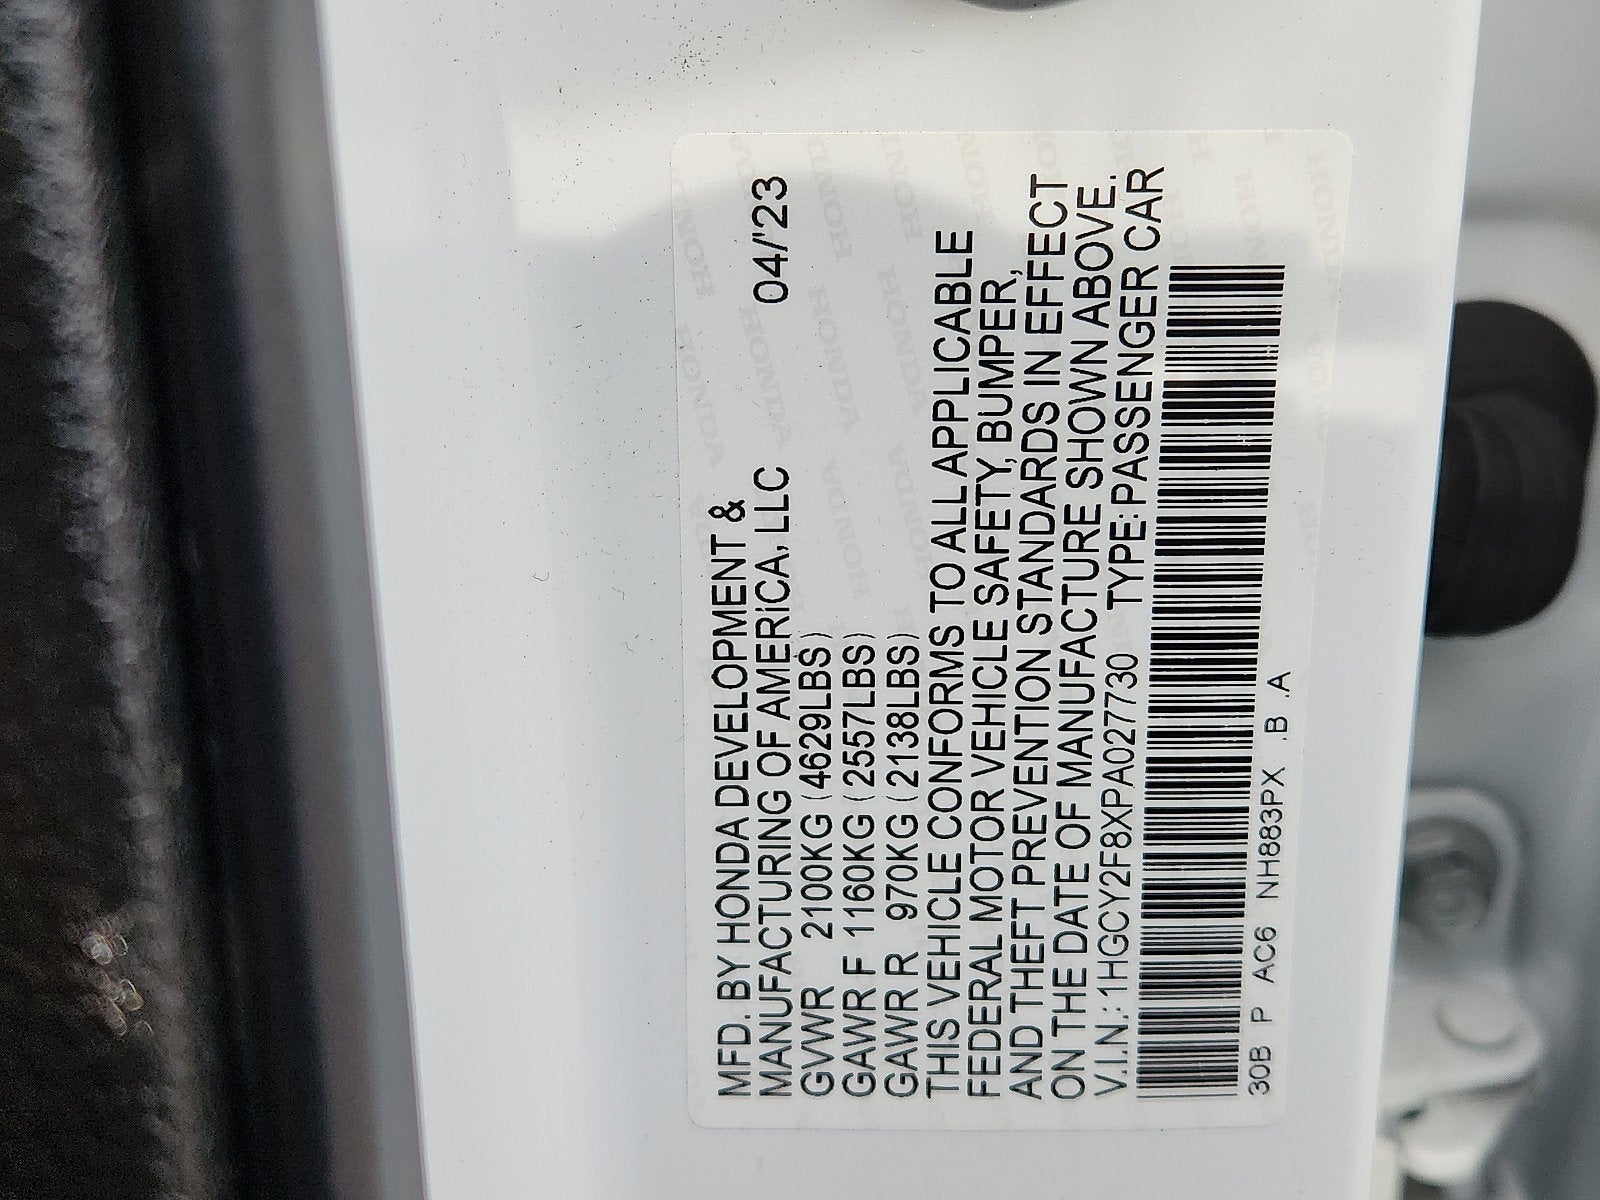 MFD. BY HONDA DEVELOPMENT &
MANUFACTURING OF AMERICA, LLC 04/'23
GVWR 2100KG (4629LBS)
GAWR F 1160KG (2557LBS)
GAWR R 970KG (2138LBS)
THIS VEHICLE CONFORMS TO ALL APPLICABLE
FEDERAL MOTOR VEHICLE SAFETY, BUMPER,
AND THEFT PREVENTION STANDARDS IN EFFECT
ON THE DATE OF MANUFACTURE SHOWN ABOVE.
V.I.N.: 1HGCY2F8XPA027730 TYPE: PASSENGER CAR
30B P AC6 NH883PX .B .A